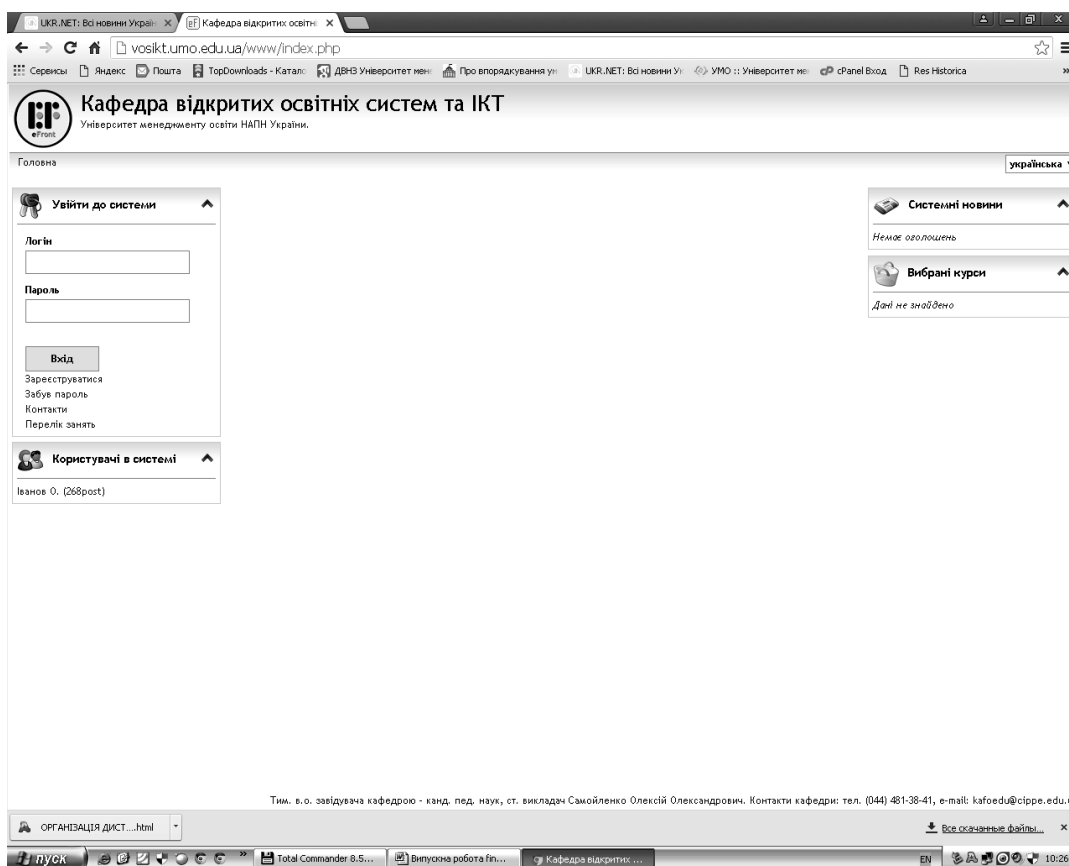 UKR.NET: Всі новини Україн
Кафедра відкритих освітні
vosikt.umo.edu.ua/www/index.php
Сервисы Яндекс Пошта TopDownloads - Катало ДВНЗ Університет мене Про впорядкування ун UKR.NET: Всі новини Ук УМО :: Університет ме cPanel Вход Res Historica
eFront
Кафедра відкритих освітніх систем та ІКТ
Університет менеджменту освіти НАПН України.
Головна
українська
Увійти до системи
Логін
Пароль
Вхід
Зареєструватися
Забув пароль
Контакти
Перелік занять
Користувачі в системі
Іванов О. (268post)
Системні новини
Немає оголошень
Вибрані курси
Дані не знайдено
Тим. в.о. завідувача кафедрою - канд. пед. наук, ст. викладач Самойленко Олексій Олександрович. Контакти кафедри: тел. (044) 481-38-41, e-mail: kafoedu@cippe.edu.
ОРГАНІЗАЦІЯ ДИСТ....html
Все скачанные файлы...
пуск Total Commander 8.5... Випускна робота fin... Кафедра відкритих ... EN 10:26